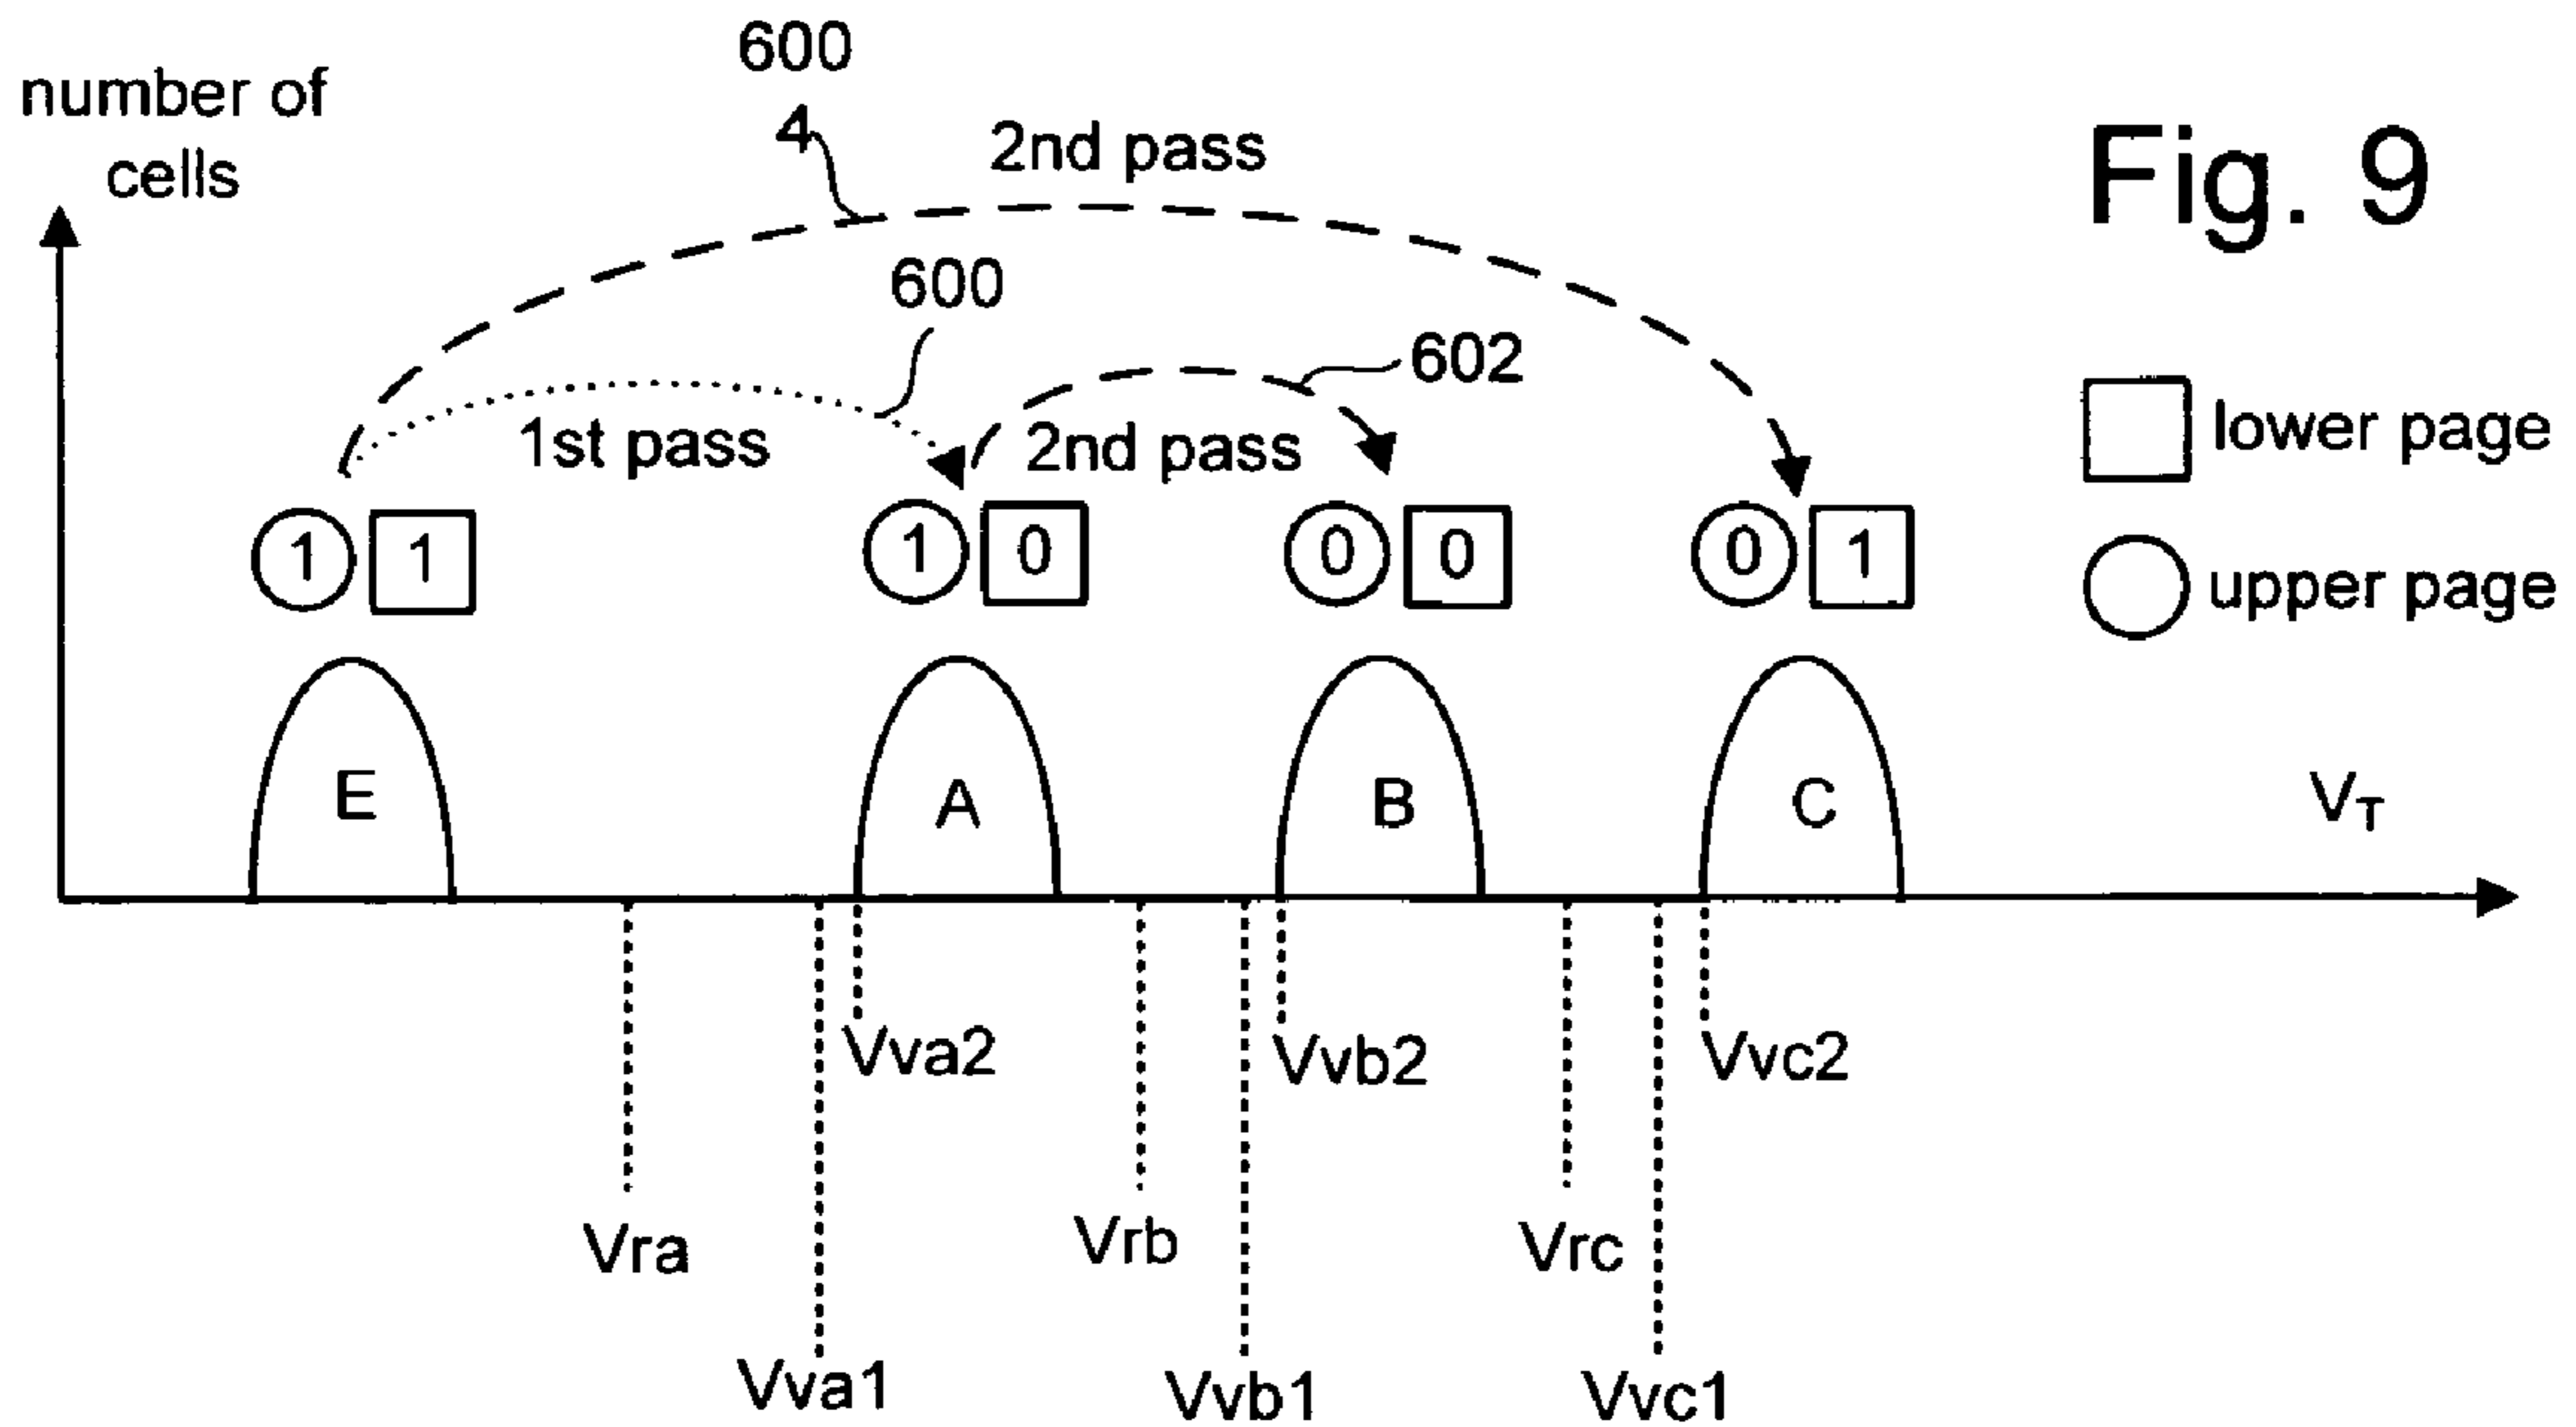 600
4
number of
cells
2nd pass
Fig. 9
600
602
1st pass
2nd pass
lower page
upper page
1 1
1 0
0 0
0 1
E
A
B
C
VT
Vva2
Vvb2
Vvc2
Vra
Vrb
Vrc
Vva1
Vvb1
Vvc1